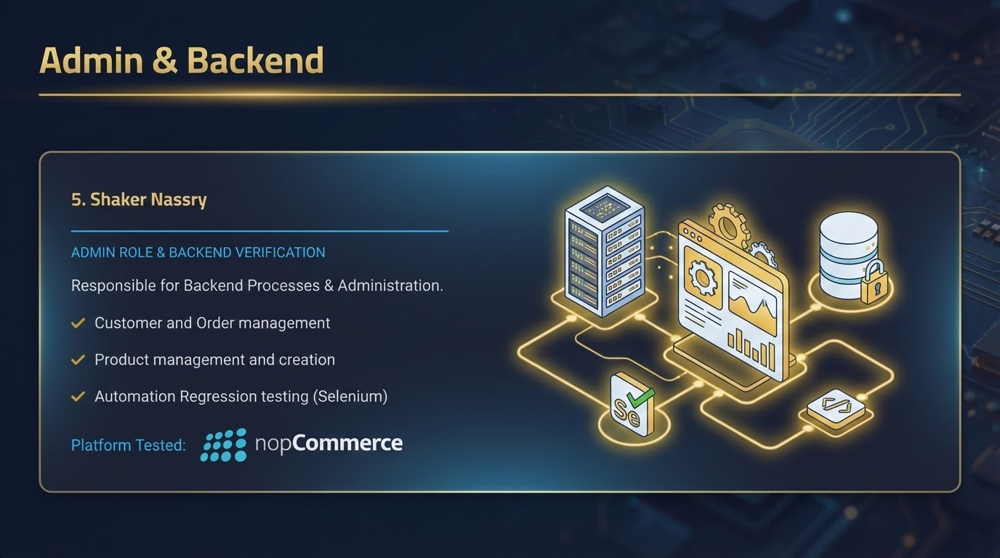 Admin & Backend
5. Shaker Nassry
ADMIN ROLE & BACKEND VERIFICATION
Responsible for Backend Processes & Administration.
Customer and Order management
Product management and creation
Automation Regression testing (Selenium)
Platform Tested: nopCommerce
Se